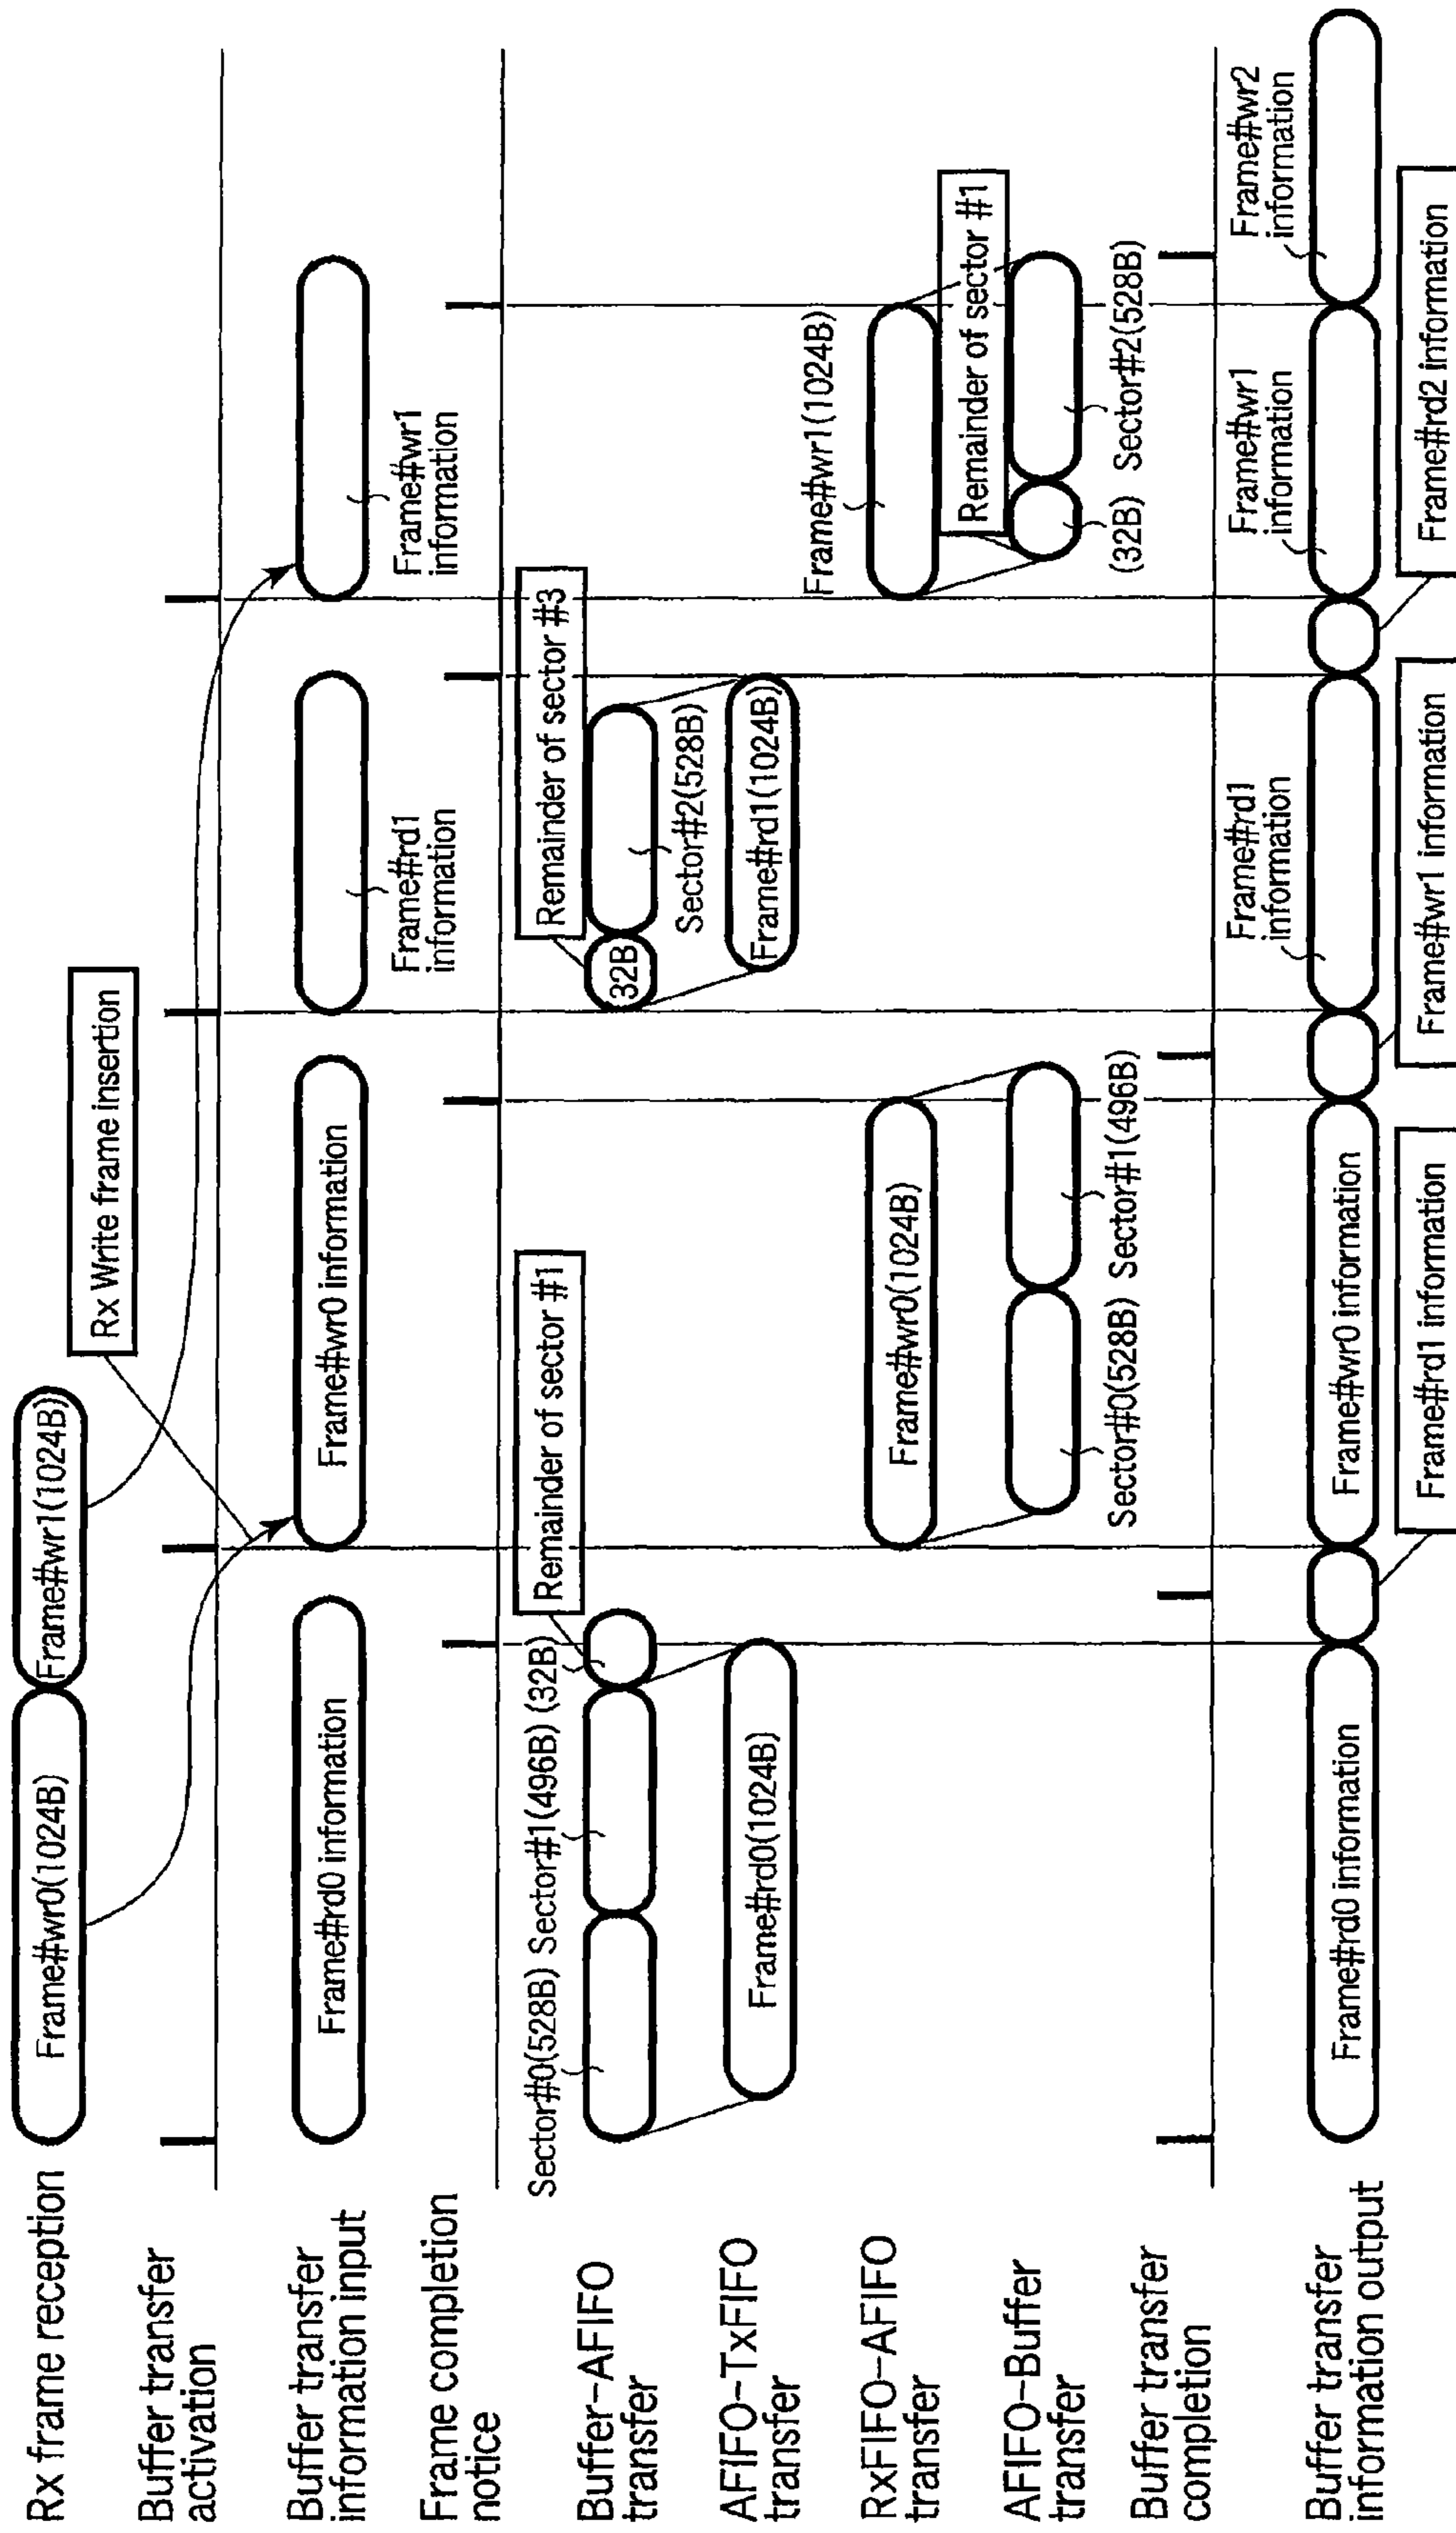 Rx frame reception
Frame#wr0(1024B)
Frame#wr1(1024B)
Rx Write frame insertion
Buffer transfer
activation
Buffer transfer
information input
Frame#rd0 information
Frame#wr0 information
Frame#rd1
information
Frame#wr1
information
Frame completion
notice
Remainder of sector #1
Remainder of sector #3
Buffer-AFIFO
transfer
Sector#0(528B) Sector#1(496B) (32B)
32B
Sector#2(528B)
AFIFO-TxFIFO
transfer
Frame#rd0(1024B)
Frame#rd1(1024B)
RxFIFO-AFIFO
transfer
Frame#wr0(1024B)
Frame#wr1(1024B)
Remainder of sector #1
AFIFO-Buffer
transfer
Sector#0(528B) Sector#1(496B)
(32B) Sector#2(528B)
Buffer transfer
completion
Buffer transfer
information output
Frame#rd0 information
Frame#wr0 information
Frame#rd1
information
Frame#wr1
information
Frame#wr2
information
Frame#rd1 information
Frame#wr1 information
Frame#rd2 information